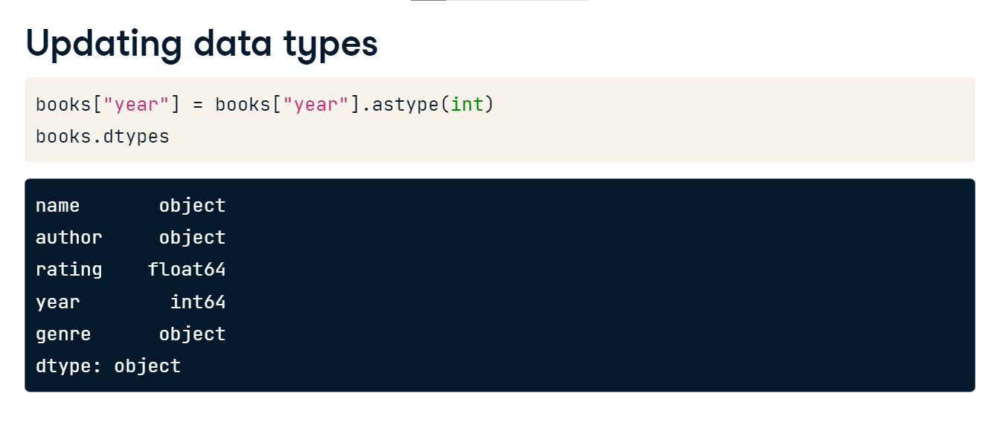 Updating data types
books["year"] = books["year"].astype(int)
books.dtypes
name       object
author     object
rating    float64
year        int64
genre      object
dtype: object